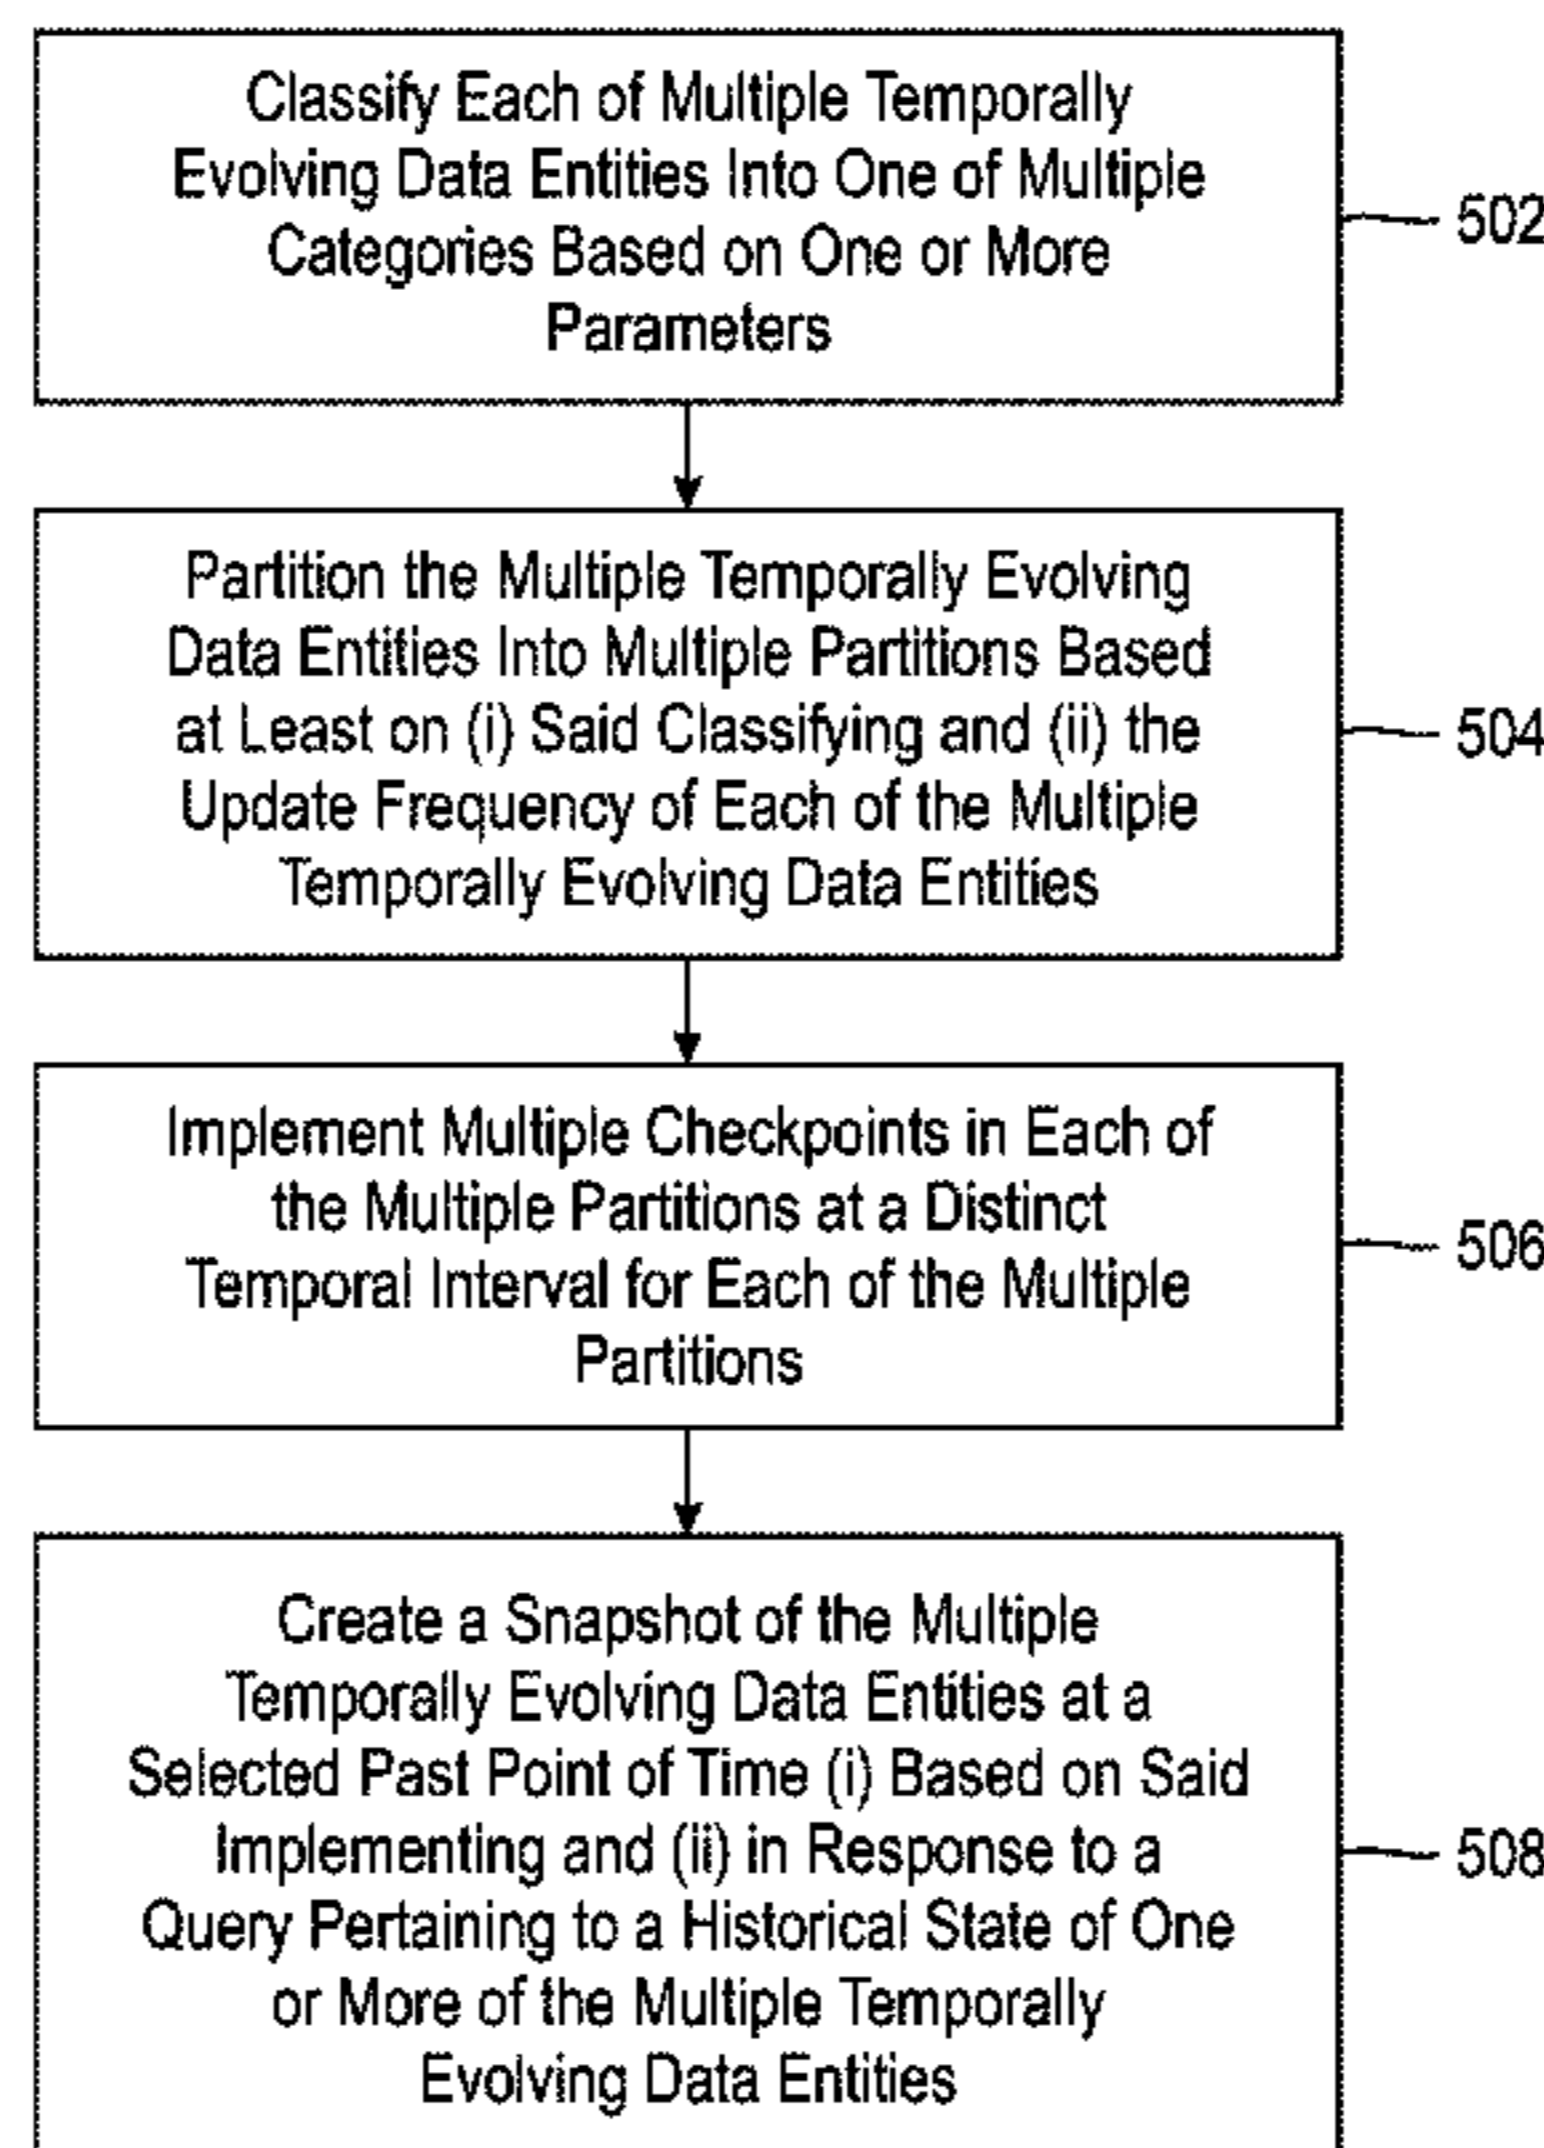 Classify Each of Multiple Temporally
Evolving Data Entities Into One of Multiple
Categories Based on One or More
Parameters
502
Partition the Multiple Temporally Evolving
Data Entities Into Multiple Partitions Based
at Least on (i) Said Classifying and (ii) the
Update Frequency of Each of the Multiple
Temporally Evolving Data Entities
504
Implement Multiple Checkpoints in Each of
the Multiple Partitions at a Distinct
Temporal Interval for Each of the Multiple
Partitions
506
Create a Snapshot of the Multiple
Temporally Evolving Data Entities at a
Selected Past Point of Time (i) Based on Said
Implementing and (ii) in Response to a
Query Pertaining to a Historical State of One
or More of the Multiple Temporally
Evolving Data Entities
508